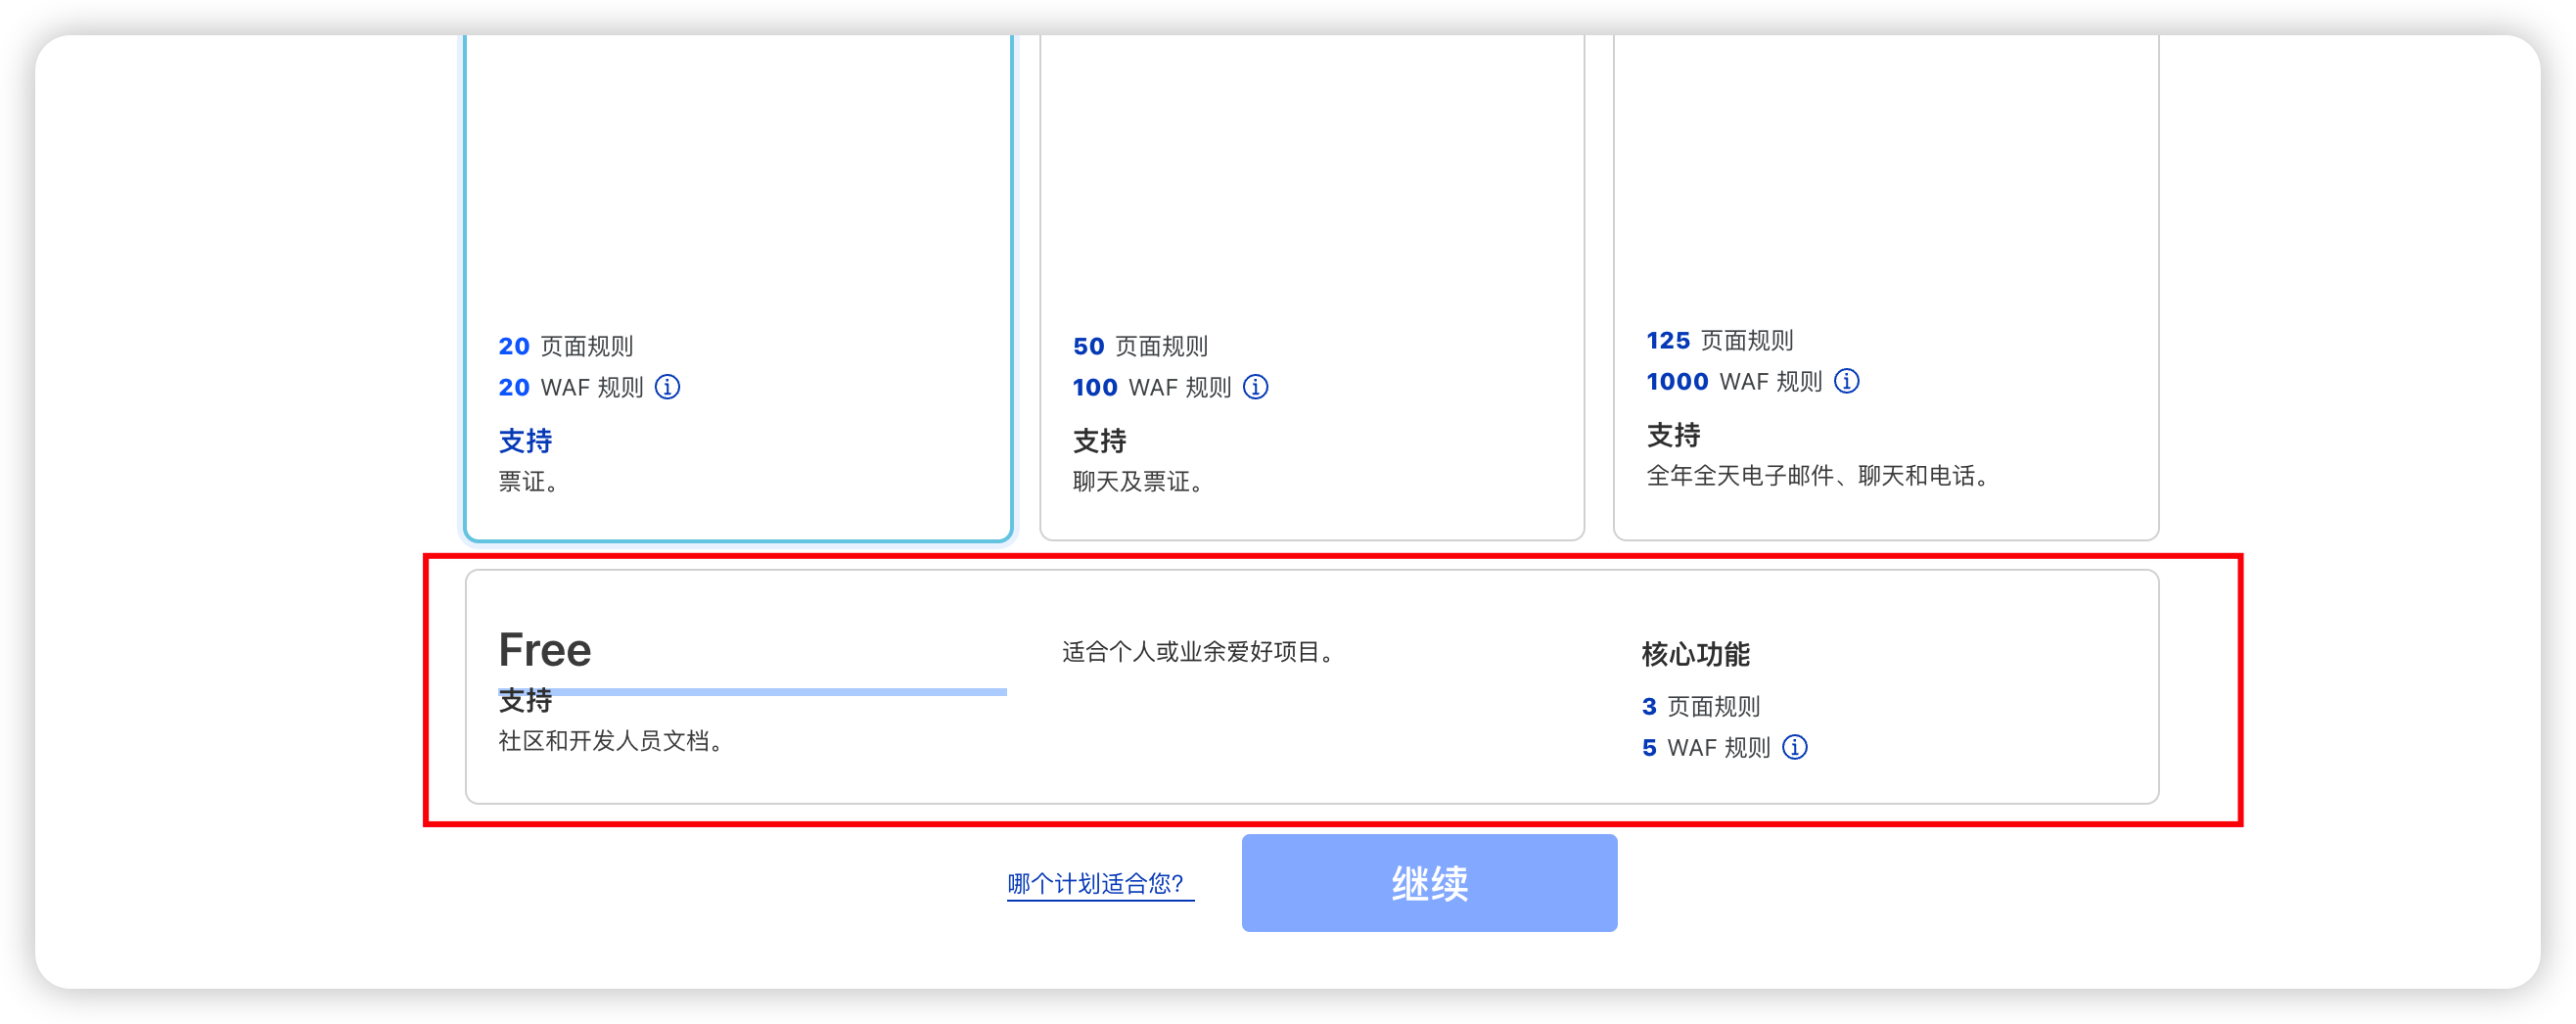 20 页面规则
20 WAF 规则
支持
票证。
50 页面规则
100 WAF 规则
支持
聊天及票证。
125 页面规则
1000 WAF 规则
支持
全年全天电子邮件、聊天和电话。
Free
支持
社区和开发人员文档。
适合个人或业余爱好项目。
核心功能
3 页面规则
5 WAF 规则
哪个计划适合您?
继续